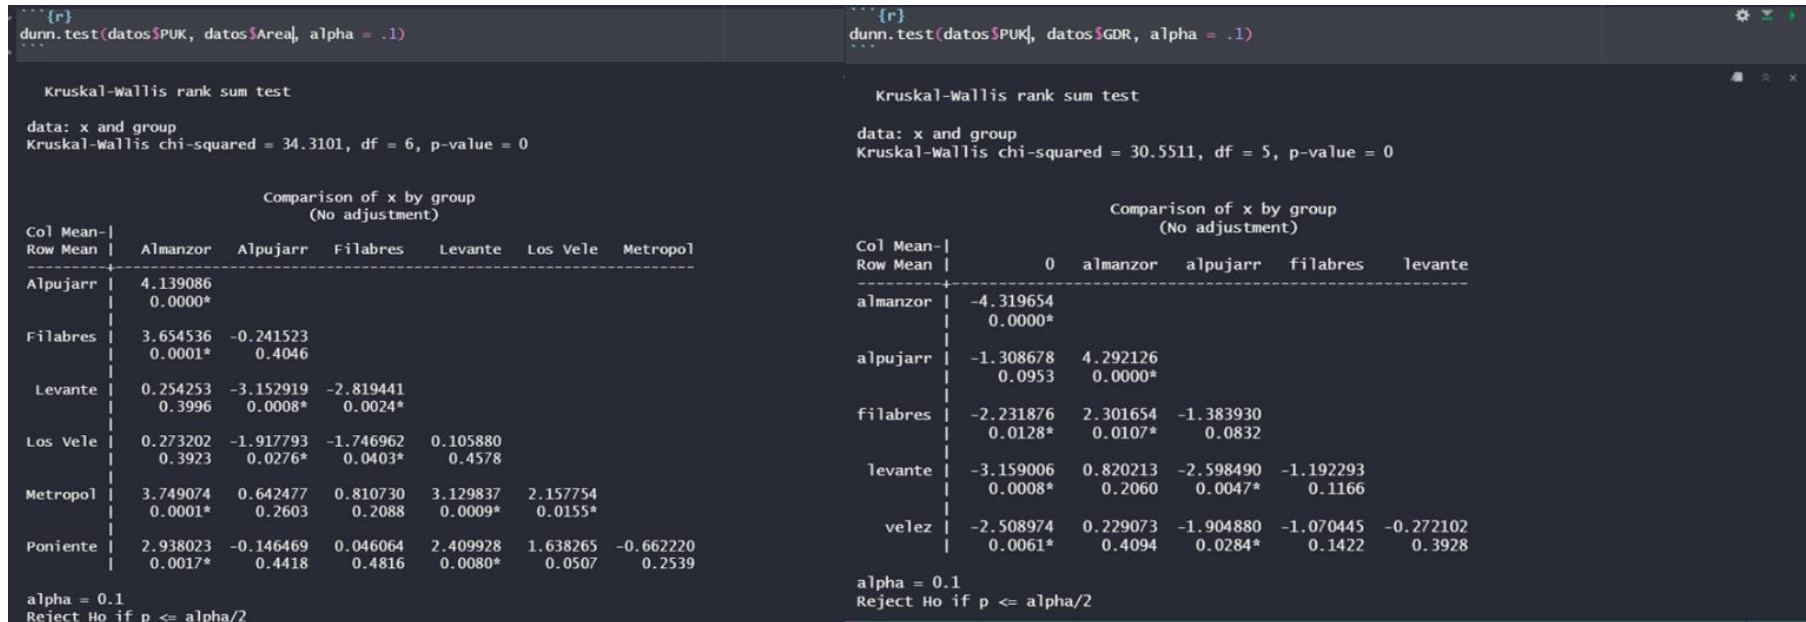 ```{r}
dunn.test(datos$PUK, datos$Area, alpha = .1)
```
Kruskal-Wallis rank sum test
data: x and group
Kruskal-Wallis chi-squared = 34.3101, df = 6, p-value = 0
Comparison of x by group
(No adjustment)
Col Mean-|
Row Mean | Almanzor Alpujarr Filabres Levante Los Vele Metropol
---------+------------------------------------------------------------------
Alpujarr | 4.139086
| 0.0000*
|
Filabres | 3.654536 -0.241523
| 0.0001* 0.4046
|
Levante | 0.254253 -3.152919 -2.819441
| 0.3996 0.0008* 0.0024*
|
Los Vele | 0.273202 -1.917793 -1.746962 0.105880
| 0.3923 0.0276* 0.0403* 0.4578
|
Metropol | 3.749074 0.642477 0.810730 3.129837 2.157754
| 0.0001* 0.2603 0.2088 0.0009* 0.0155*
|
Poniente | 2.938023 -0.146469 0.046064 2.409928 1.638265 -0.662220
| 0.0017* 0.4418 0.4816 0.0080* 0.0507 0.2539
alpha = 0.1
Reject Ho if p <= alpha/2
```{r}
dunn.test(datos$PUK, datos$GDR, alpha = .1)
```
Kruskal-Wallis rank sum test
data: x and group
Kruskal-Wallis chi-squared = 30.5511, df = 5, p-value = 0
Comparison of x by group
(No adjustment)
Col Mean-|
Row Mean | 0 almanzor alpujarr filabres levante
---------+-------------------------------------------------------
almanzor | -4.319654
| 0.0000*
|
alpujarr | -1.308678 4.292126
| 0.0953 0.0000*
|
filabres | -2.231876 2.301654 -1.383930
| 0.0128* 0.0107* 0.0832
|
levante | -3.159006 0.820213 -2.598490 -1.192293
| 0.0008* 0.2060 0.0047* 0.1166
|
velez | -2.508974 0.229073 -1.904880 -1.070445 -0.272102
| 0.0061* 0.4094 0.0284* 0.1422 0.3928
alpha = 0.1
Reject Ho if p <= alpha/2